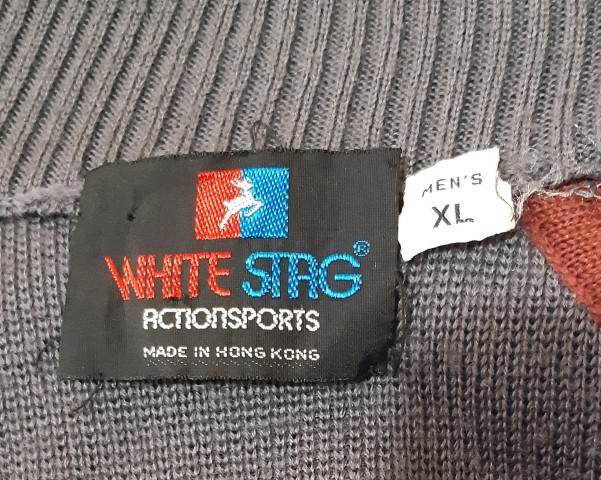 WHITE STAG®
ACTIONSPORTS
MADE IN HONG KONG
MEN'S
XL